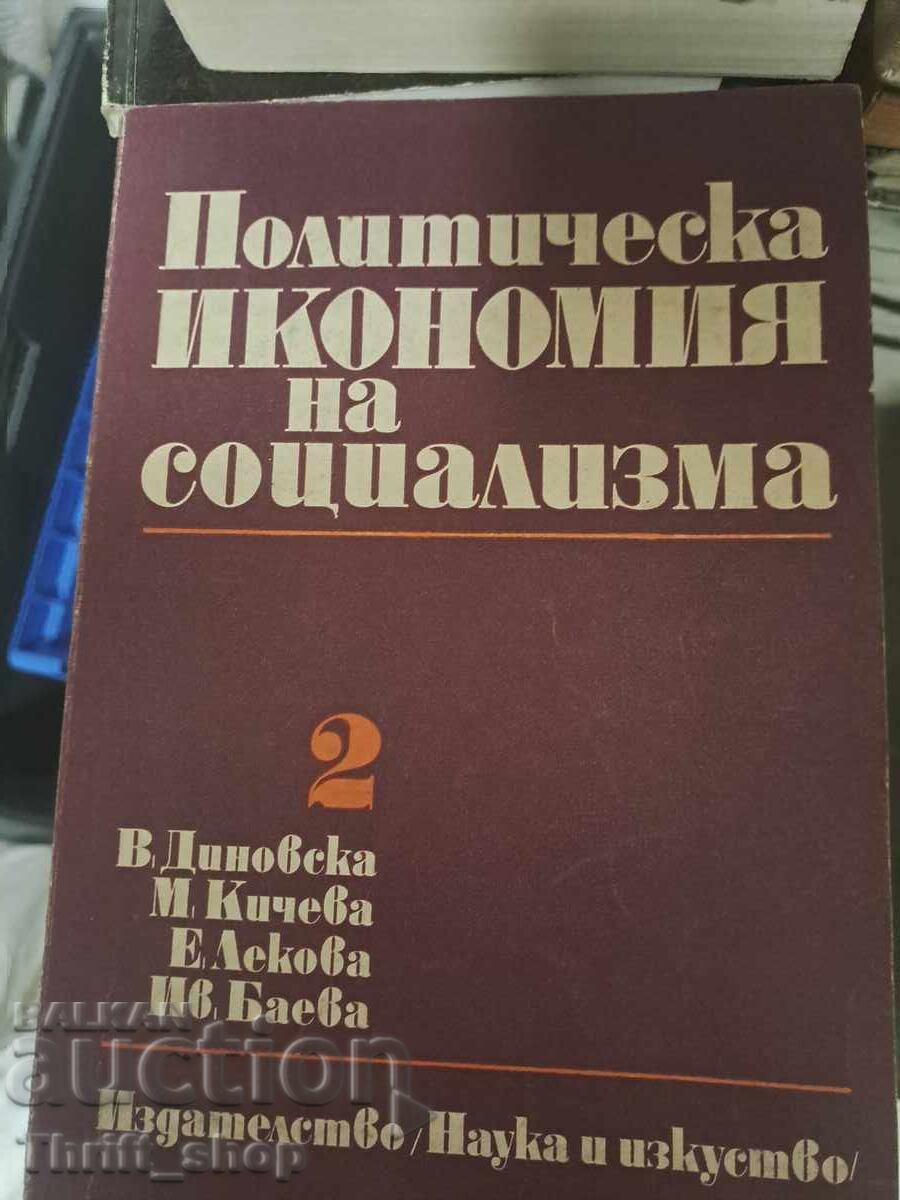 Политическа
ИКОНОМИЯ
на
социализма
2
В. Диновска
М. Кичева
Е. Лекова
Ив. Баева
BALKAN
auction
Издателство /Наука и изкуство/
Thrift_shop